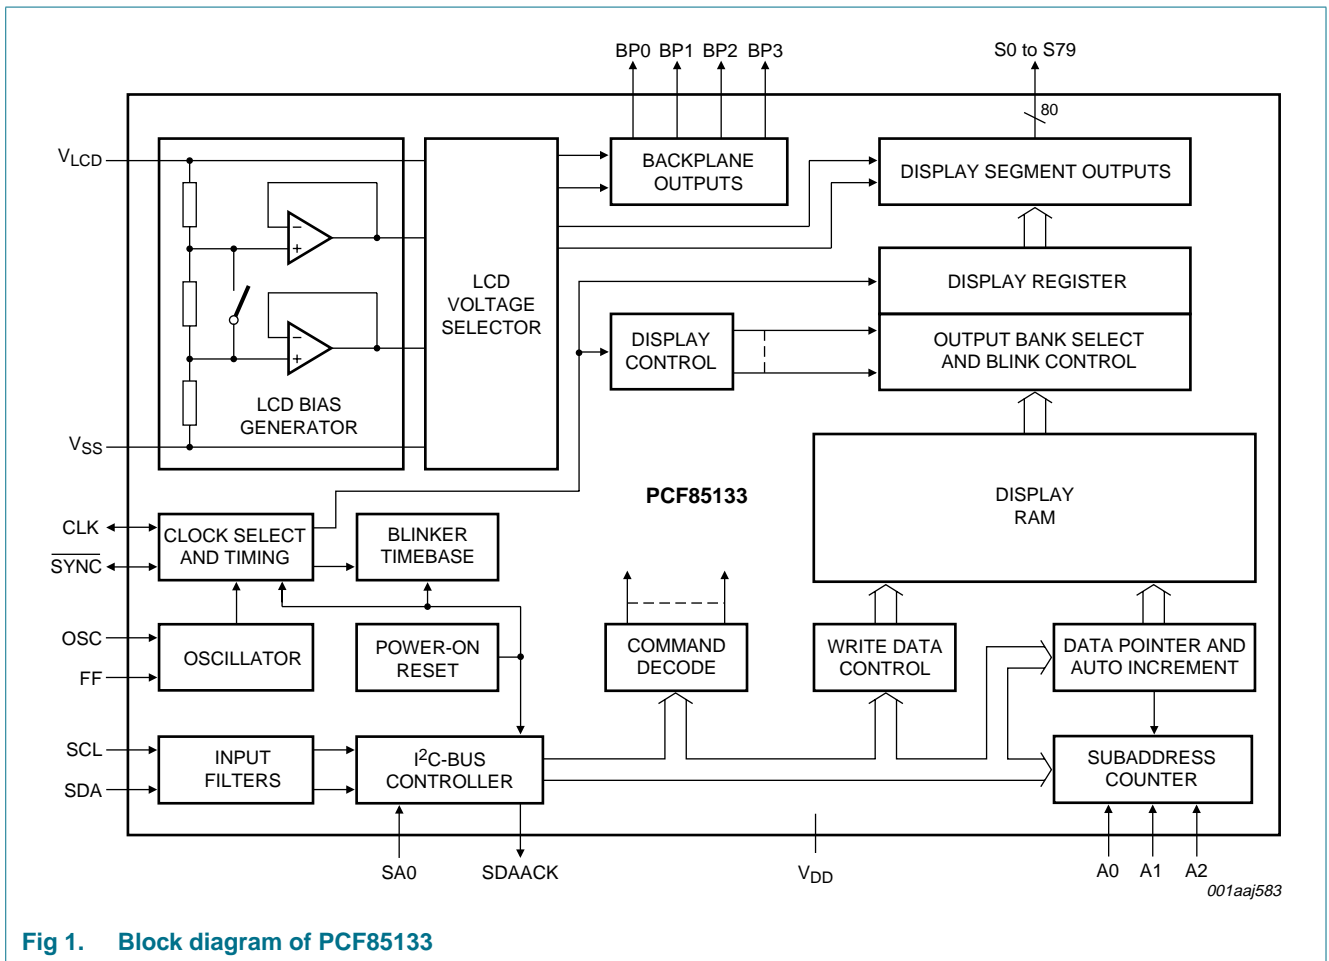 BP0 BP1 BP2 BP3
S0 to S79
80
VLCD
BACKPLANE
OUTPUTS
DISPLAY SEGMENT OUTPUTS
−
+
LCD
VOLTAGE
SELECTOR
DISPLAY REGISTER
−
+
DISPLAY
CONTROL
OUTPUT BANK SELECT
AND BLINK CONTROL
LCD BIAS
GENERATOR
VSS
PCF85133
DISPLAY
RAM
CLK
SYNC
CLOCK SELECT
AND TIMING
BLINKER
TIMEBASE
OSC
FF
OSCILLATOR
POWER-ON
RESET
COMMAND
DECODE
WRITE DATA
CONTROL
DATA POINTER AND
AUTO INCREMENT
SCL
SDA
INPUT
FILTERS
I2C-BUS
CONTROLLER
SUBADDRESS
COUNTER
SA0
SDAACK
VDD
A0 A1 A2
001aaj583
Fig 1. Block diagram of PCF85133